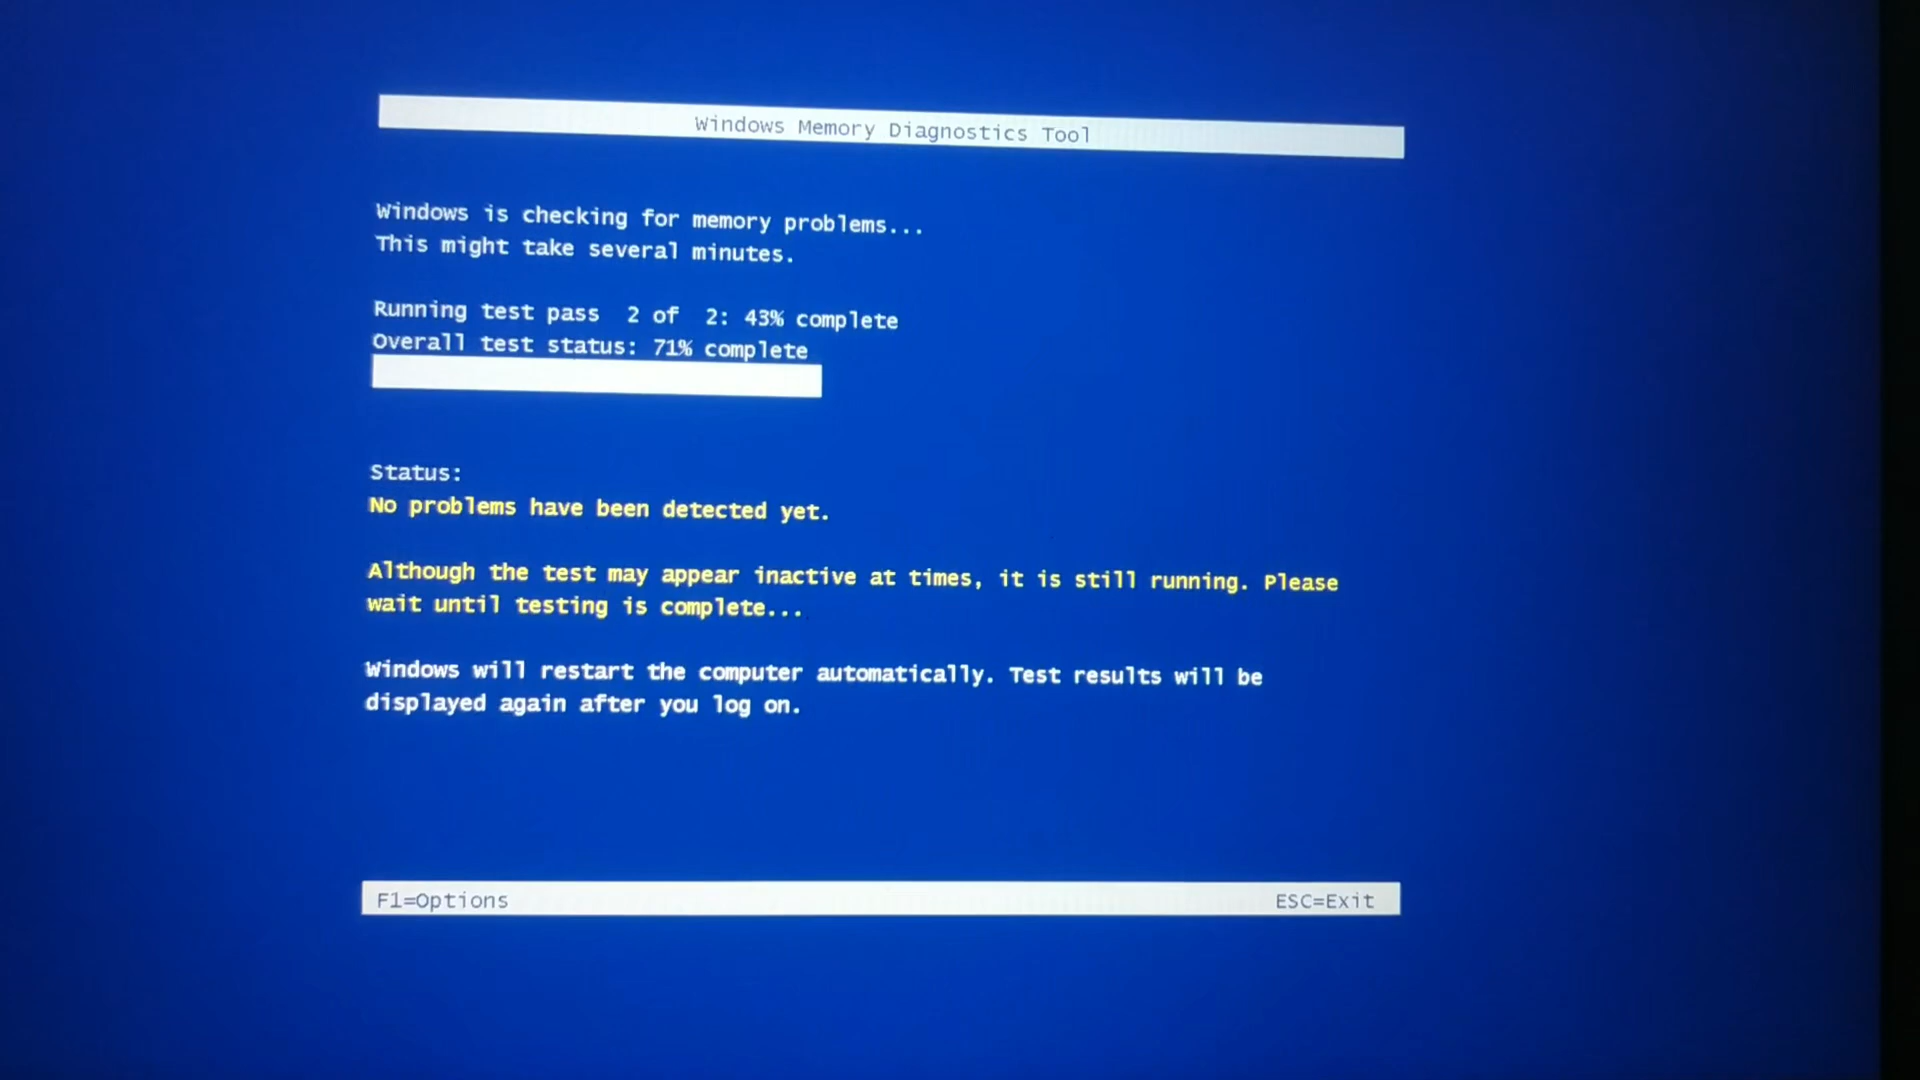 Windows Memory Diagnostics Tool
Windows is checking for memory problems...
This might take several minutes.
Running test pass  2 of  2: 43% complete
Overall test status: 71% complete
Status:
No problems have been detected yet.
Although the test may appear inactive at times, it is still running. Please
wait until testing is complete...
Windows will restart the computer automatically. Test results will be
displayed again after you log on.
F1=Options ESC=Exit